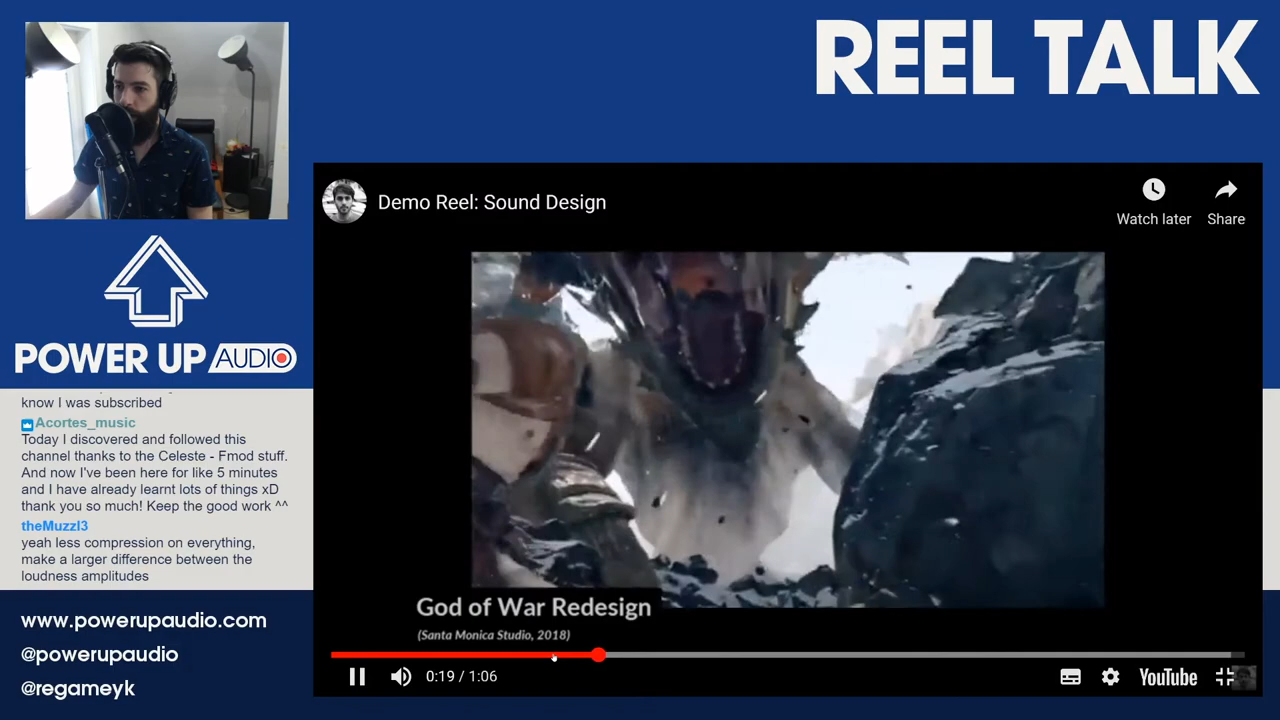 REEL TALK
Demo Reel: Sound Design
Watch later
Share
POWER UP AUDIO
know I was subscribed
Acortes_music
Today I discovered and followed this
channel thanks to the Celeste - Fmod stuff.
And now I've been here for like 5 minutes
and I have already learnt lots of things xD
thank you so much! Keep the good work ^^
theMuzzl3
yeah less compression on everything,
make a larger difference between the
loudness amplitudes
www.powerupaudio.com
@powerupaudio
@regameyk
God of War Redesign
(Santa Monica Studio, 2018)
0:19 / 1:06
YouTube